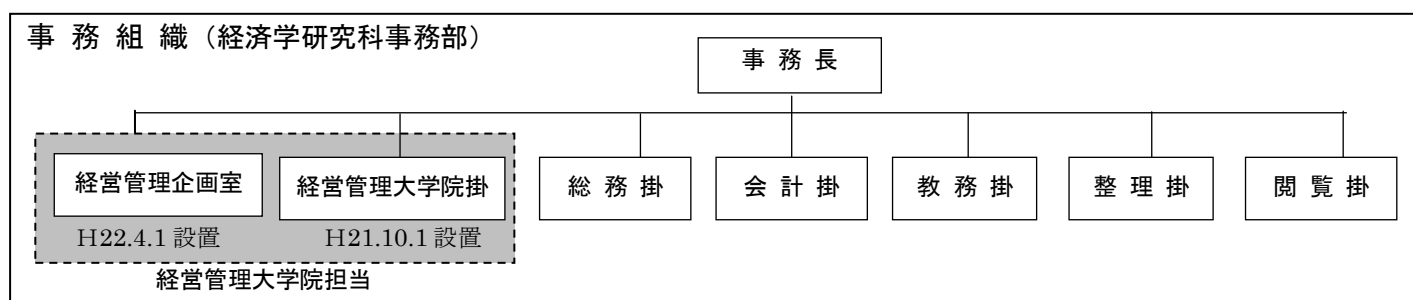 事 務 組 織（経済学研究科事務部）
事 務 長
経営管理企画室
経営管理大学院掛
総 務 掛
会 計 掛
教 務 掛
整 理 掛
閲 覧 掛
H22.4.1 設置
H21.10.1 設置
経営管理大学院担当